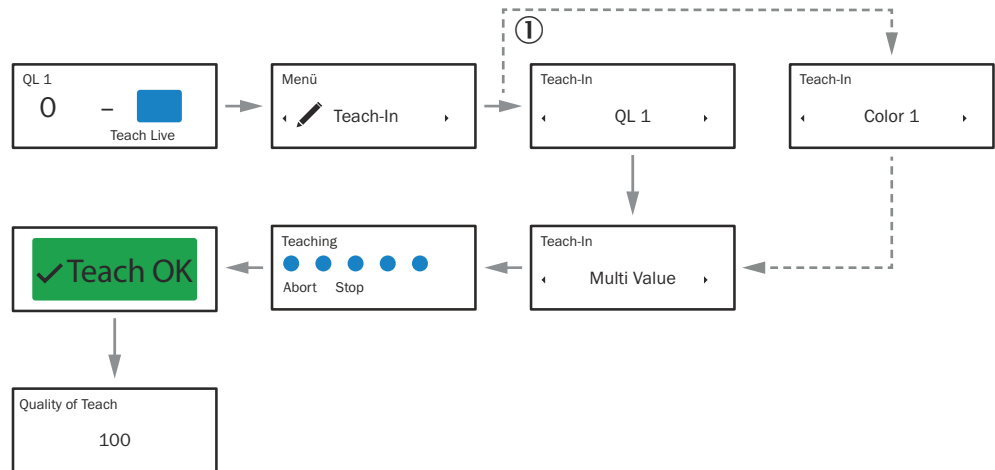 ①
QL 1
0 –
Teach Live
Menü
Teach-In
Teach-In
QL 1
Teach-In
Color 1
✓Teach OK
Teaching
Abort Stop
Teach-In
Multi Value
Quality of Teach
100